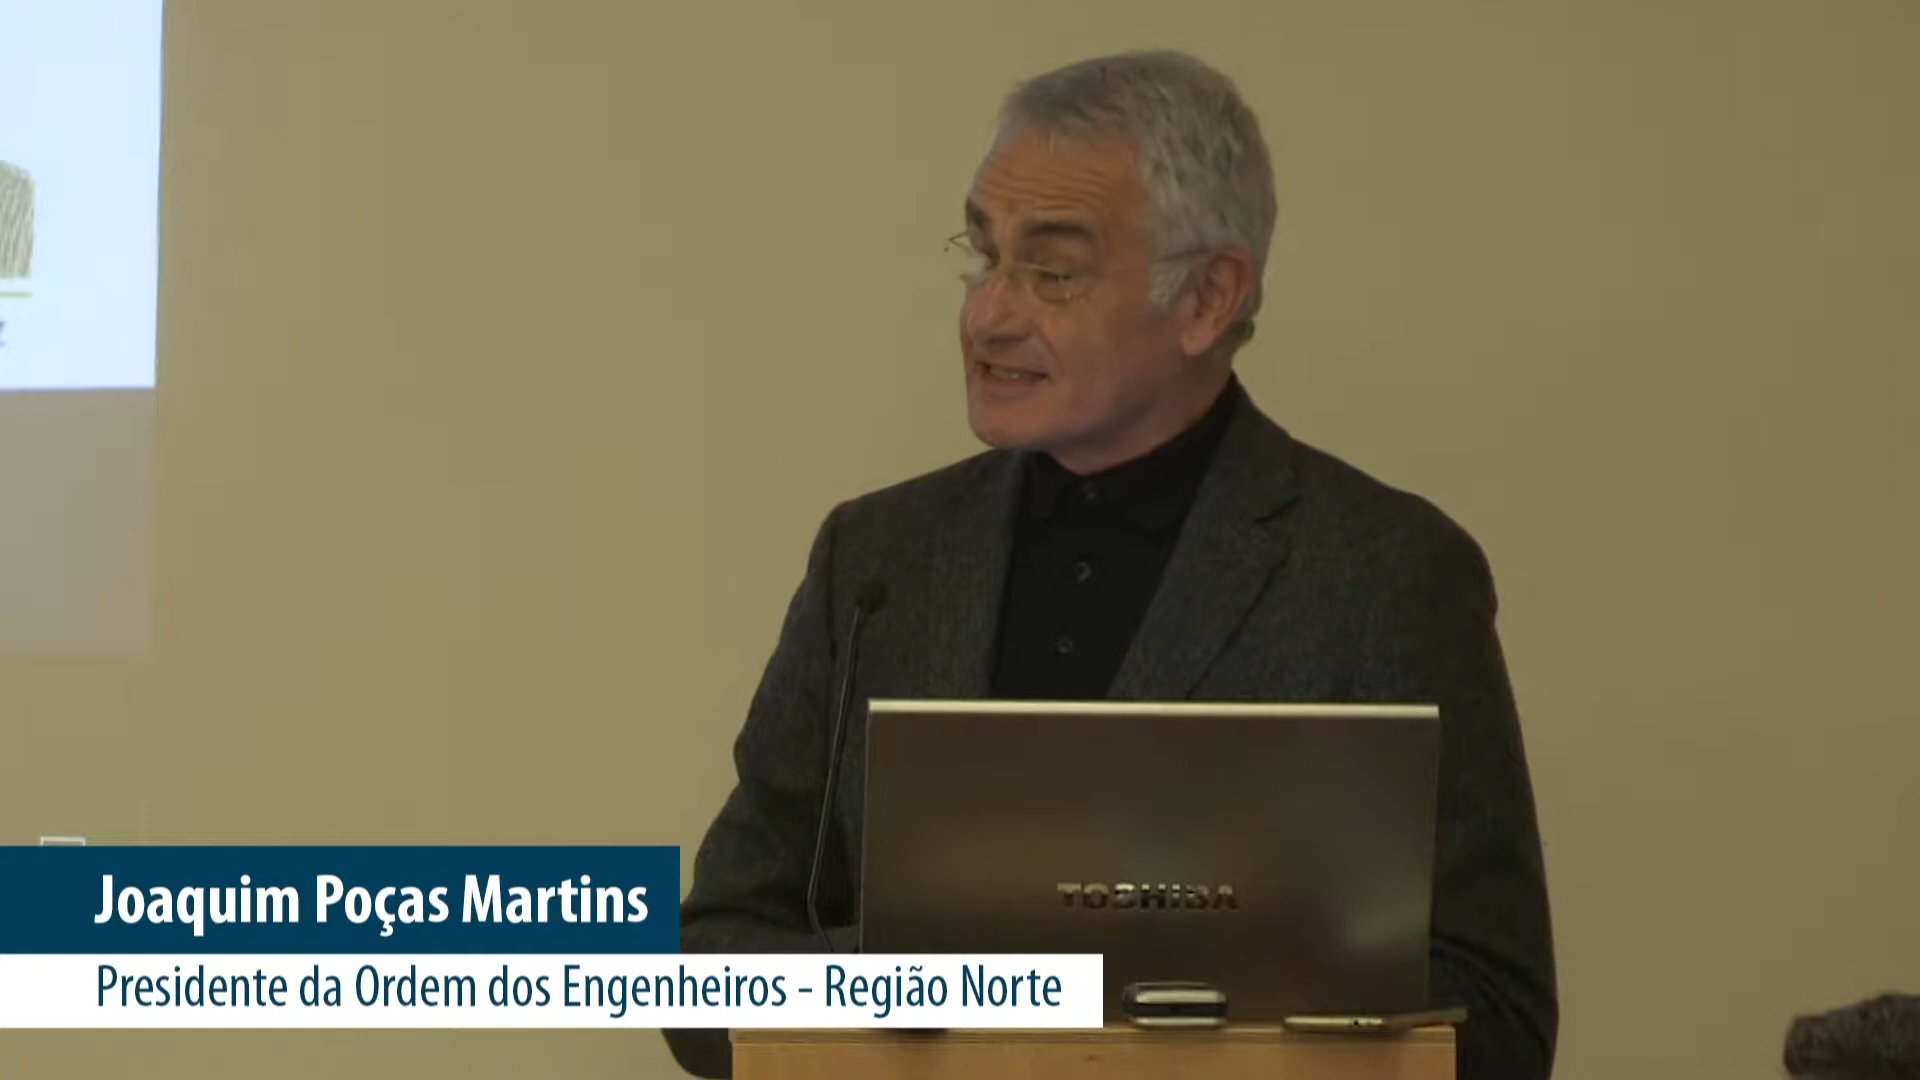 TOSHIBA
Joaquim Poças Martins
Presidente da Ordem dos Engenheiros - Região Norte